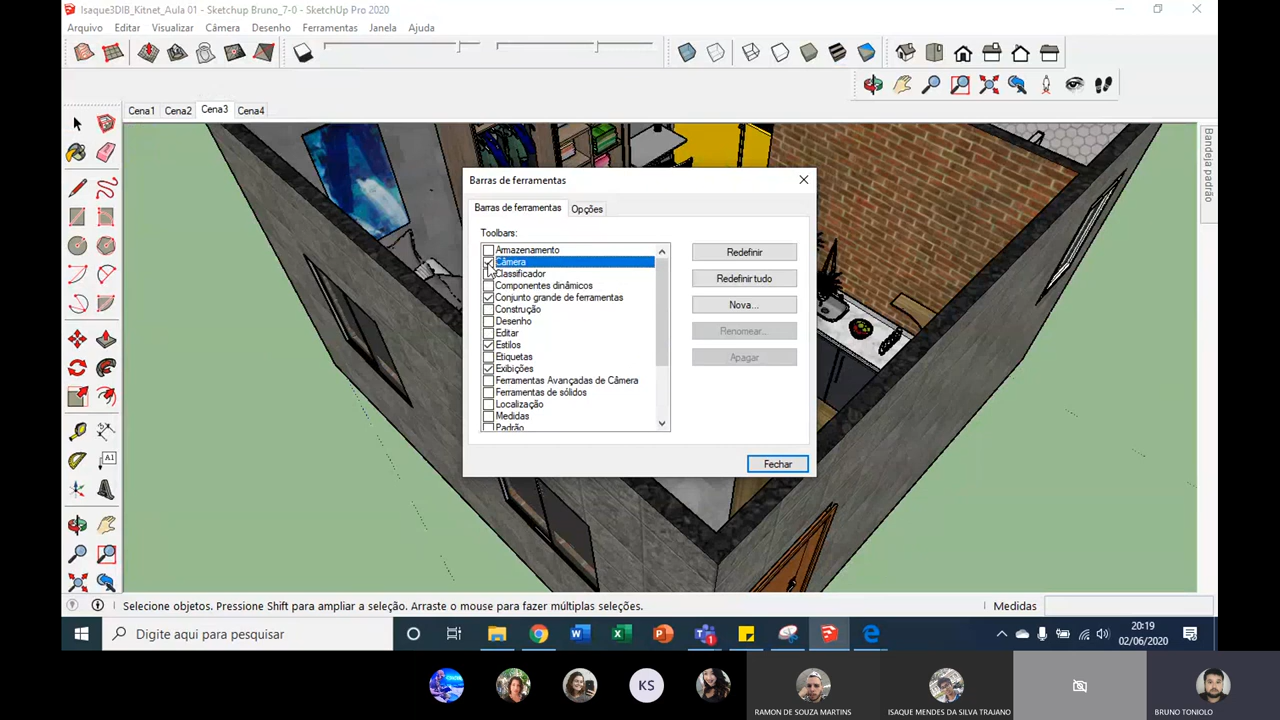 Isaque3DIB_Kitnet_Aula 01 - Sketchup Bruno_7-0 - SketchUp Pro 2020
Arquivo Editar Visualizar Câmera Desenho Ferramentas Janela Ajuda
Cena1 Cena2 Cena3 Cena4
Bandeja padrão
Barras de ferramentas
Barras de ferramentas Opções
Toolbars:
Armazenamento
Câmera
Classificador
Componentes dinâmicos
Conjunto grande de ferramentas
Construção
Desenho
Editar
Estilos
Etiquetas
Exibições
Ferramentas Avançadas de Câmera
Ferramentas de sólidos
Localização
Medidas
Padrão
Redefinir
Redefinir tudo
Nova...
Renomear...
Apagar
Fechar
A1
Selecione objetos. Pressione Shift para ampliar a seleção. Arraste o mouse para fazer múltiplas seleções.
Medidas
Digite aqui para pesquisar
20:19
02/06/2020
KS
RAMON DE SOUZA MARTINS
ISAQUE MENDES DA SILVA TRAJANO
BRUNO TONIOLO